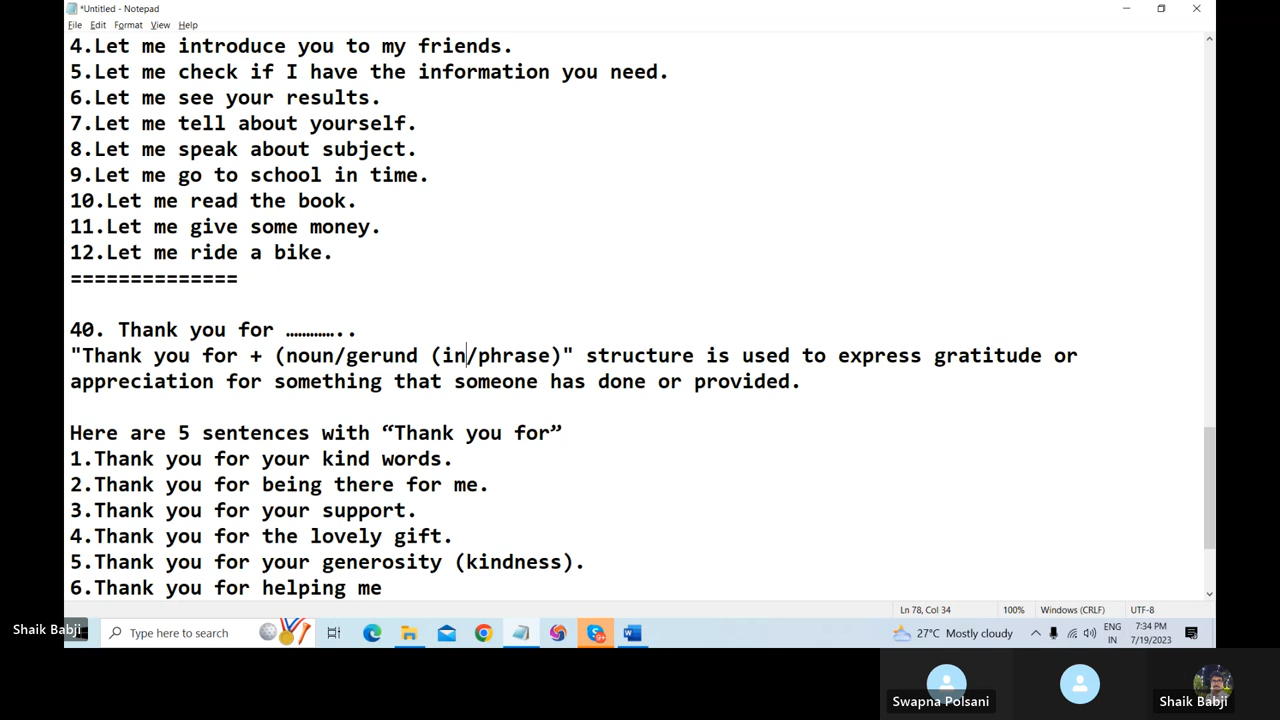 *Untitled - Notepad
File Edit Format View Help
4.Let me introduce you to my friends.
5.Let me check if I have the information you need.
6.Let me see your results.
7.Let me tell about yourself.
8.Let me speak about subject.
9.Let me go to school in time.
10.Let me read the book.
11.Let me give some money.
12.Let me ride a bike.
==============
40. Thank you for …………..
"Thank you for + (noun/gerund (in/phrase)" structure is used to express gratitude or
appreciation for something that someone has done or provided.
Here are 5 sentences with “Thank you for”
1.Thank you for your kind words.
2.Thank you for being there for me.
3.Thank you for your support.
4.Thank you for the lovely gift.
5.Thank you for your generosity (kindness).
6.Thank you for helping me
Ln 78, Col 34 100% Windows (CRLF) UTF-8
Shaik Babji
Type here to search
27°C Mostly cloudy
ENG
IN
7:34 PM
7/19/2023
Swapna Polsani
Shaik Babji